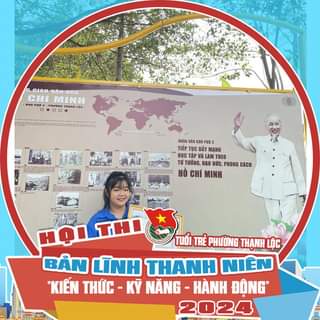 CHÍ MINH
TIẾP TỤC ĐẨY MẠNH
HỌC TẬP VÀ LÀM THEO
TƯ TƯỞNG, ĐẠO ĐỨC, PHONG CÁCH
HỒ CHÍ MINH
HỘI THI
TUỔI TRẺ PHƯỜNG THẠNH LỘC
BẢN LĨNH THANH NIÊN
"KIẾN THỨC - KỸ NĂNG - HÀNH ĐỘNG"
2024